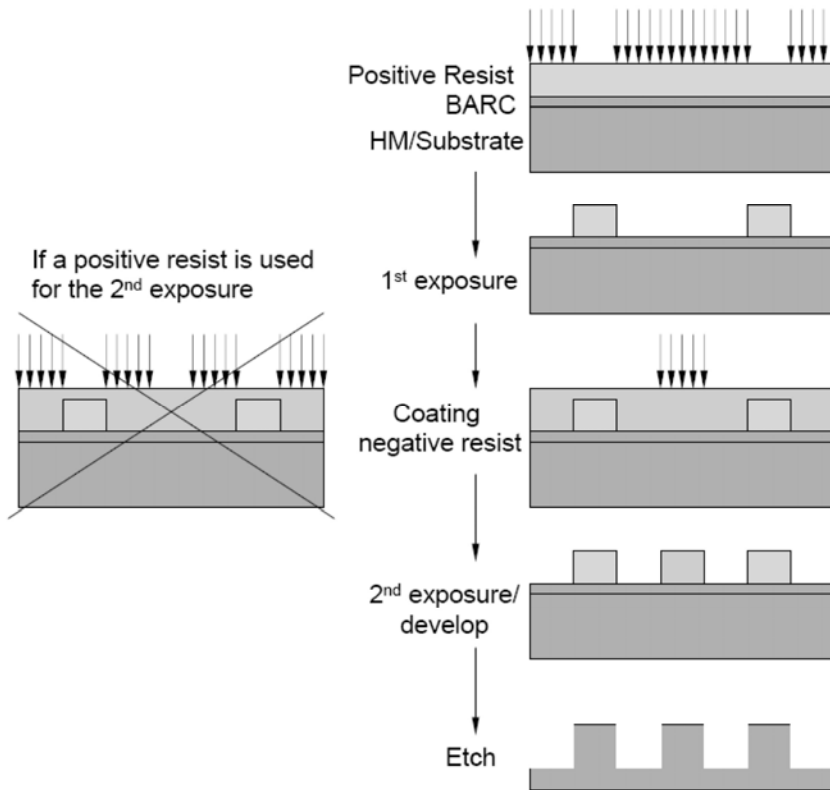 Positive Resist
BARC
HM/Substrate
If a positive resist is used
for the 2nd exposure
1st exposure
Coating
negative resist
2nd exposure/
develop
Etch